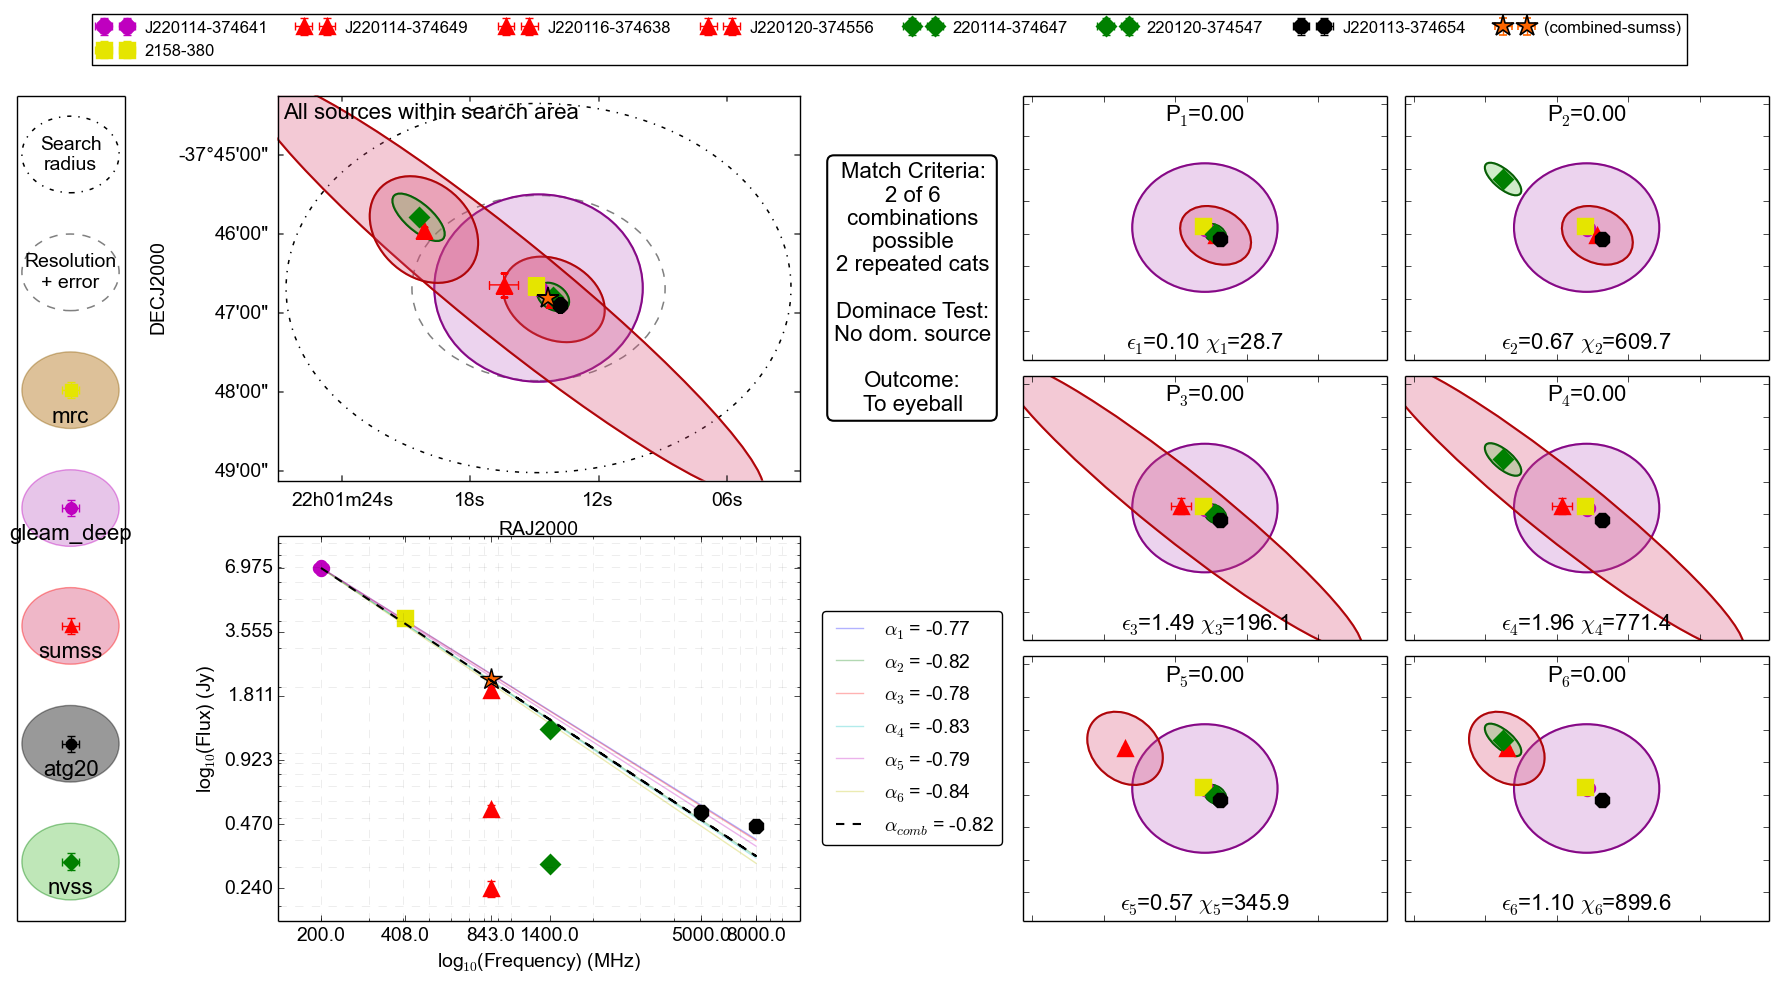 J220114-374641 J220114-374649 J220116-374638 J220120-374556 220114-374647 220120-374547 J220113-374654 (combined-sumss)
2158-380
Search
radius
Resolution
+ error
mrc
gleam_deep
sumss
atg20
nvss
All sources within search area
DECJ2000
-37°45'00"
46'00"
47'00"
48'00"
49'00"
22h01m24s 18s 12s 06s
RAJ2000
Match Criteria:
2 of 6
combinations
possible
2 repeated cats
Dominace Test:
No dom. source
Outcome:
To eyeball
log10(Flux) (Jy)
6.975
3.555
1.811
0.923
0.470
0.240
200.0 408.0 843.0 1400.0 5000.0 8000.0
log10(Frequency) (MHz)
α1 = -0.77
α2 = -0.82
α3 = -0.78
α4 = -0.83
α5 = -0.79
α6 = -0.84
αcomb = -0.82
P1=0.00
ϵ1=0.10 χ1=28.7
P2=0.00
ϵ2=0.67 χ2=609.7
P3=0.00
ϵ3=1.49 χ3=196.1
P4=0.00
ϵ4=1.96 χ4=771.4
P5=0.00
ϵ5=0.57 χ5=345.9
P6=0.00
ϵ6=1.10 χ6=899.6